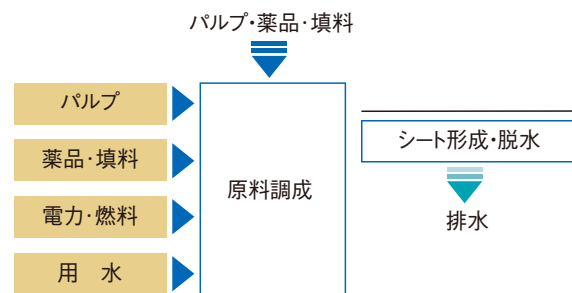 パルプ・薬品・填料
パルプ
薬品・填料
電力・燃料
用　水
原料調成
シート形成・脱水
排水